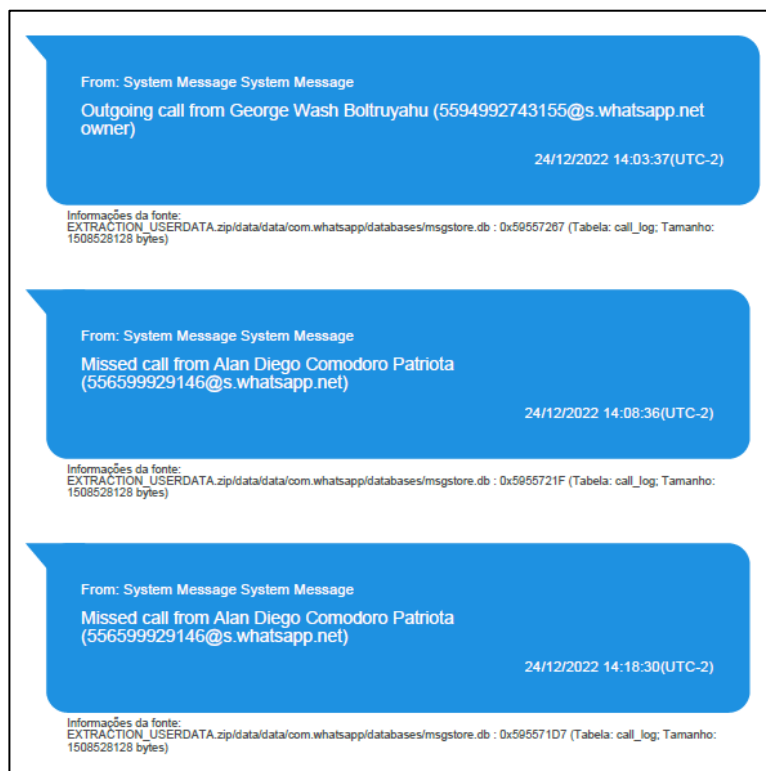 From: System Message System Message
Outgoing call from George Wash Boltruyahu (5594992743155@s.whatsapp.net
owner)
24/12/2022 14:03:37(UTC-2)
Informações da fonte:
EXTRACTION_USERDATA.zip/data/data/com.whatsapp/databases/msgstore.db : 0x59557267 (Tabela: call_log; Tamanho:
1508528128 bytes)
From: System Message System Message
Missed call from Alan Diego Comodoro Patriota
(556599929146@s.whatsapp.net)
24/12/2022 14:08:36(UTC-2)
Informações da fonte:
EXTRACTION_USERDATA.zip/data/data/com.whatsapp/databases/msgstore.db : 0x5955721F (Tabela: call_log; Tamanho:
1508528128 bytes)
From: System Message System Message
Missed call from Alan Diego Comodoro Patriota
(556599929146@s.whatsapp.net)
24/12/2022 14:18:30(UTC-2)
Informações da fonte:
EXTRACTION_USERDATA.zip/data/data/com.whatsapp/databases/msgstore.db : 0x595571D7 (Tabela: call_log; Tamanho:
1508528128 bytes)